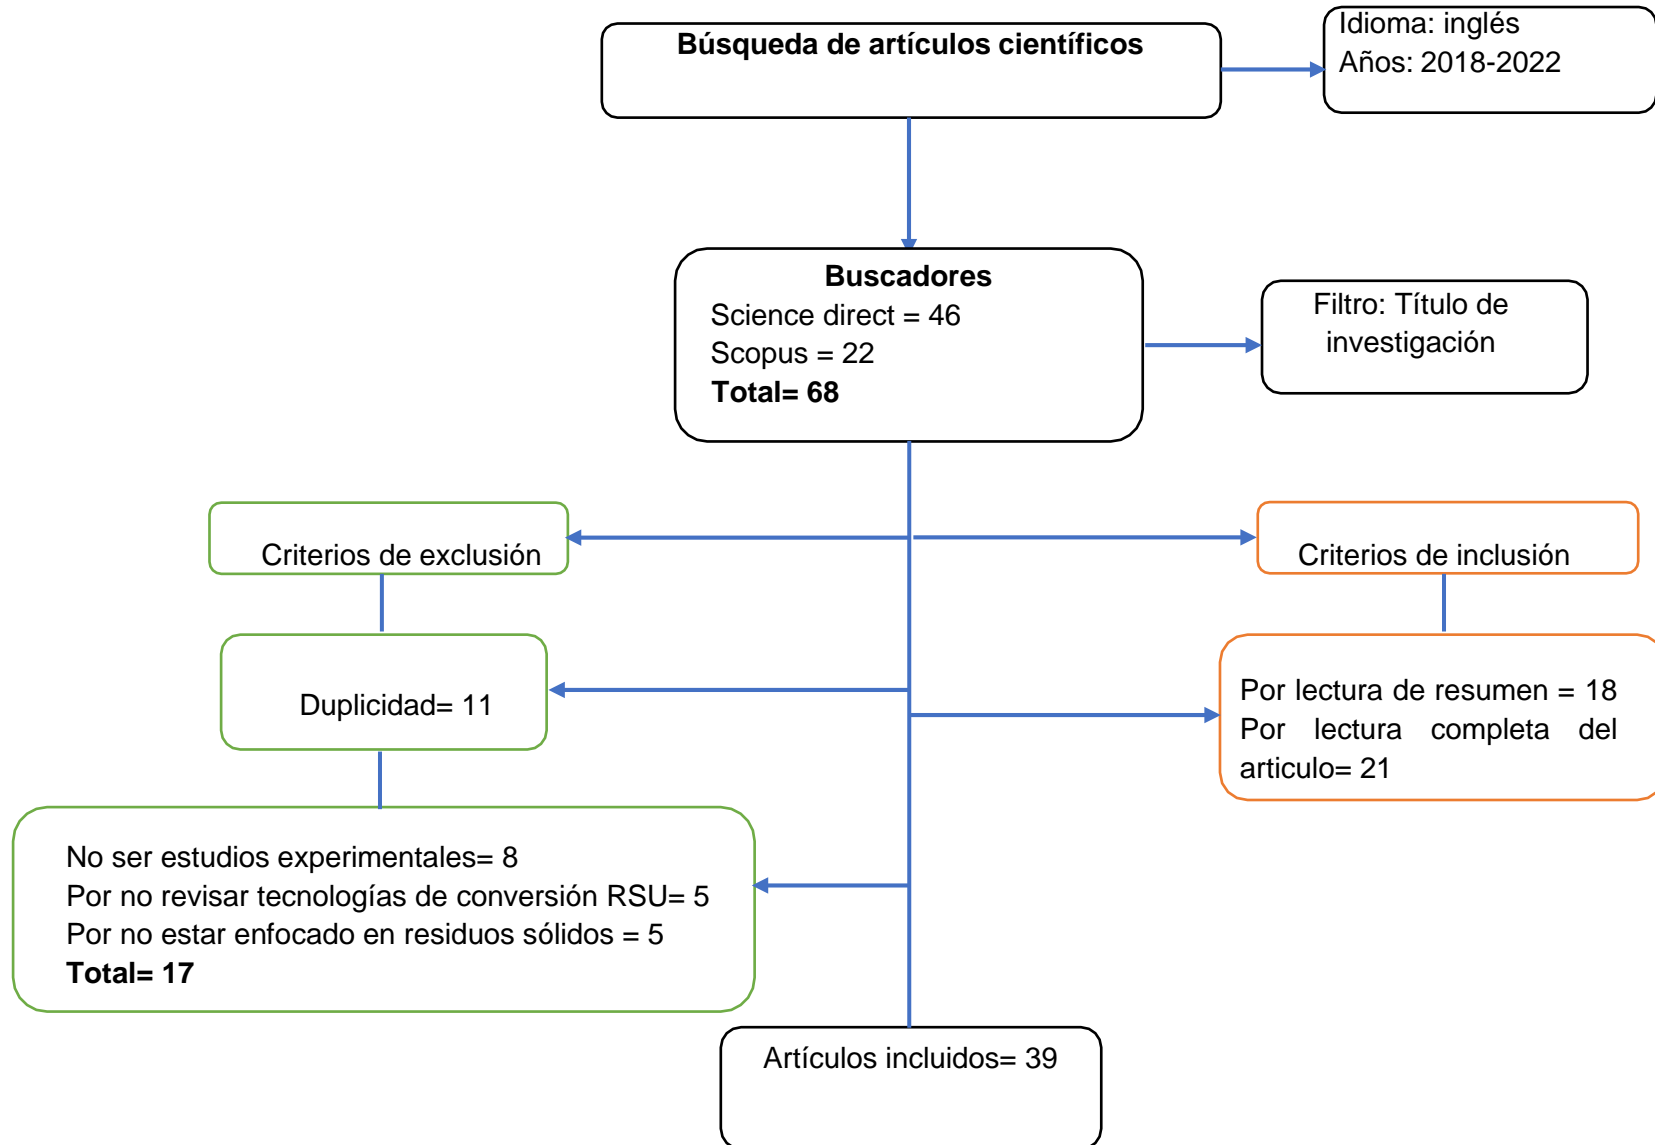 Búsqueda de artículos científicos
Idioma: inglés
Años: 2018-2022
Buscadores
Science direct = 46
Scopus = 22
Total= 68
Filtro: Título de
investigación
Criterios de exclusión
Criterios de inclusión
Duplicidad= 11
Por lectura de resumen = 18
Por lectura completa del
articulo= 21
No ser estudios experimentales= 8
Por no revisar tecnologías de conversión RSU= 5
Por no estar enfocado en residuos sólidos = 5
Total= 17
Artículos incluidos= 39